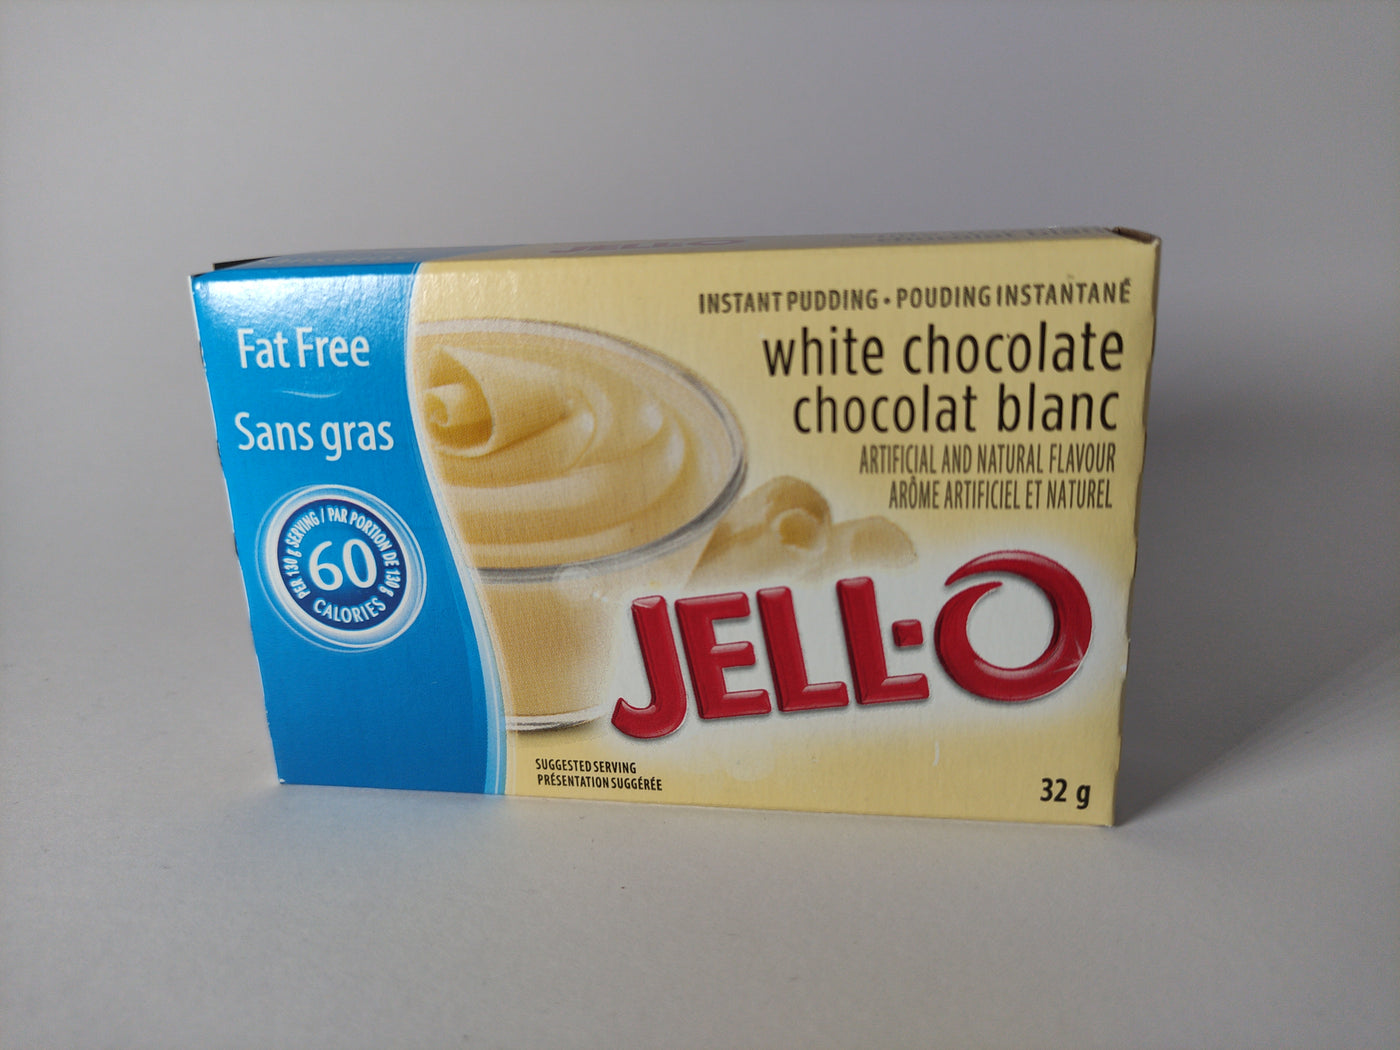 JELL-O
Fat Free
Sans gras
PER 130 g SERVING / PAR PORTION DE 130 g
60
CALORIES
INSTANT PUDDING • POUDING INSTANTANÉ
white chocolate
chocolat blanc
ARTIFICIAL AND NATURAL FLAVOUR
ARÔME ARTIFICIEL ET NATUREL
JELL-O
SUGGESTED SERVING
PRÉSENTATION SUGGÉRÉE
32 g